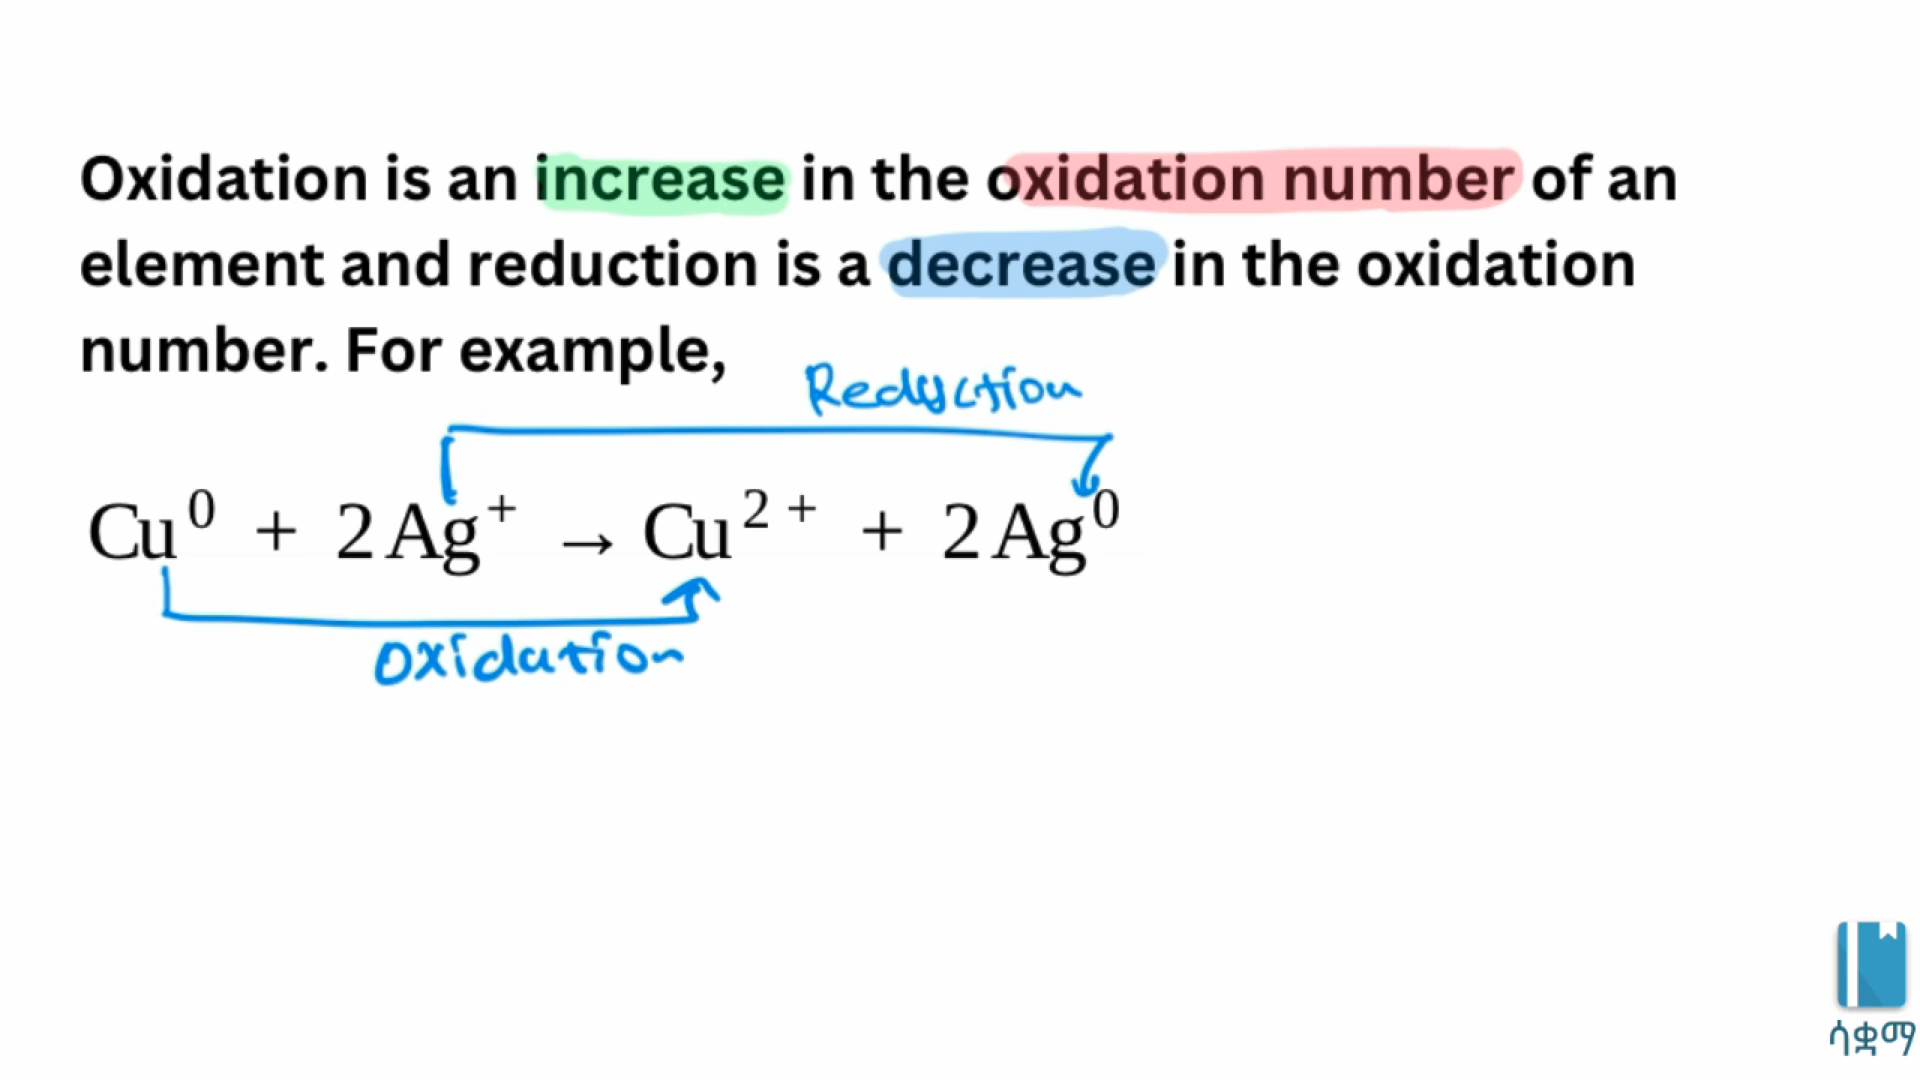 Oxidation is an increase in the oxidation number of an
element and reduction is a decrease in the oxidation
number. For example,
Reduction
Cu⁰ + 2Ag⁺ → Cu²⁺ + 2Ag⁰
Oxidation
ሳቋማ